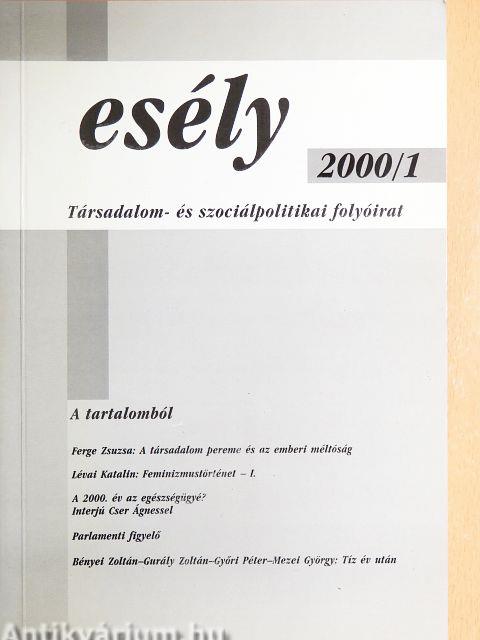 esély
2000/1
Társadalom- és szociálpolitikai folyóirat
A tartalomból
Ferge Zsuzsa: A társadalom pereme és az emberi méltóság
Lévai Katalin: Feminizmustörténet – I.
A 2000. év az egészségügyé?
Interjú Cser Ágnessel
Parlamenti figyelő
Bényei Zoltán–Gurály Zoltán–Győri Péter–Mezei György: Tíz év után
Antikvárium.hu